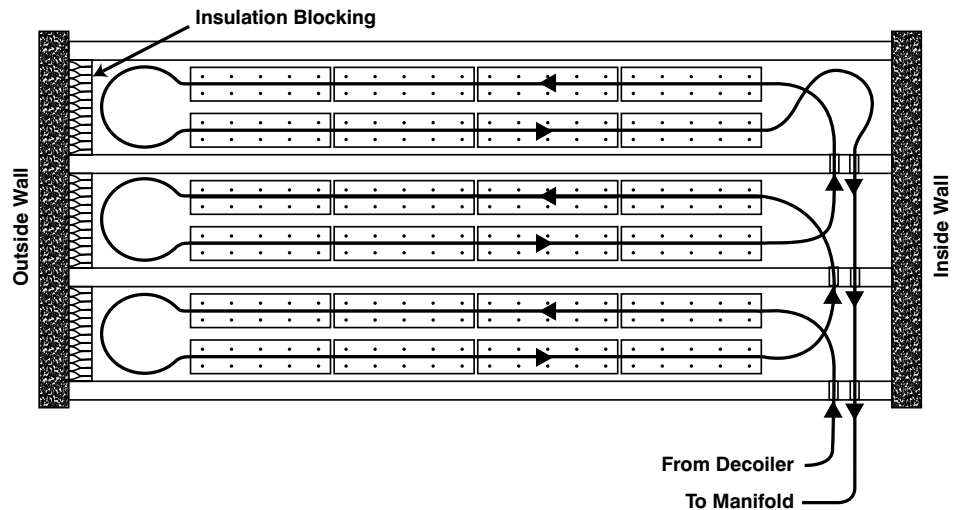 Insulation Blocking
Outside Wall
Inside Wall
From Decoiler
To Manifold